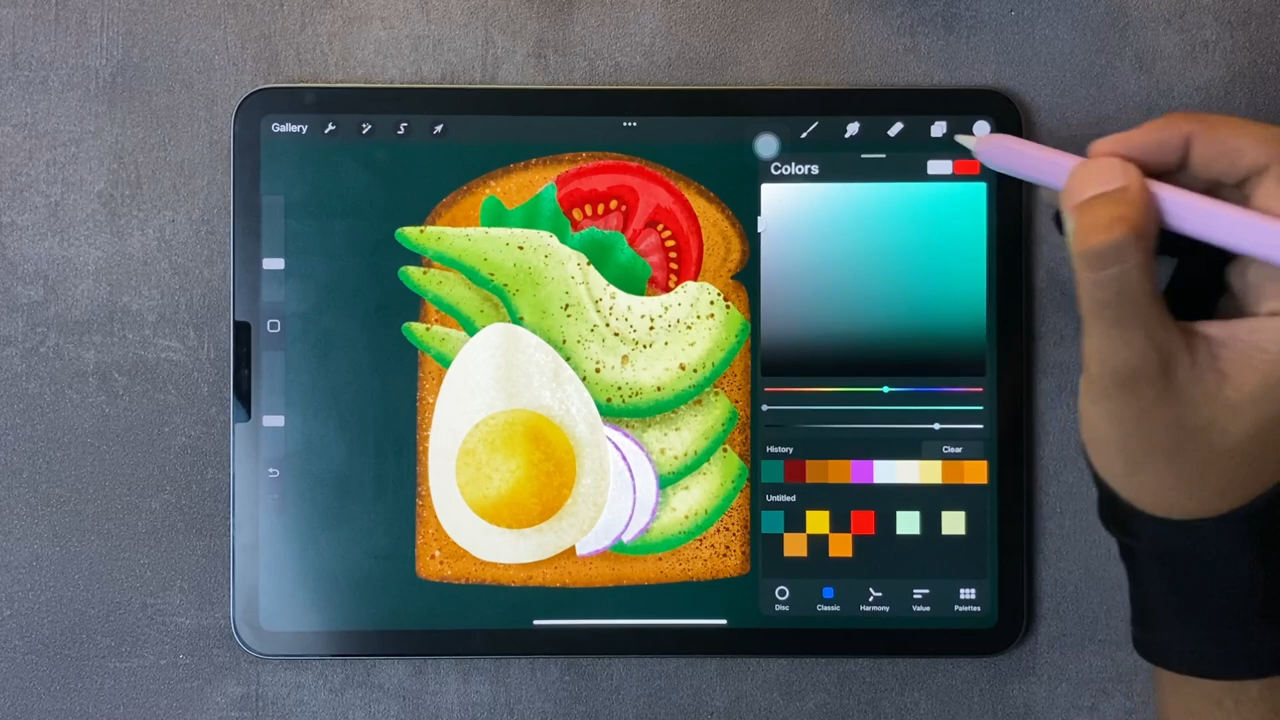 Gallery
Colors
History
Clear
Untitled
Disc
Classic
Harmony
Value
Palettes